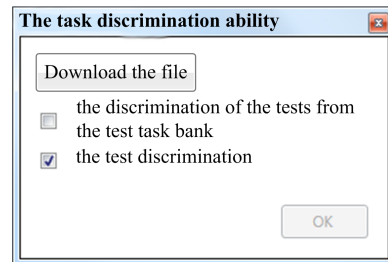 The task discrimination ability
Download the file
the discrimination of the tests from
the test task bank
the test discrimination
OK